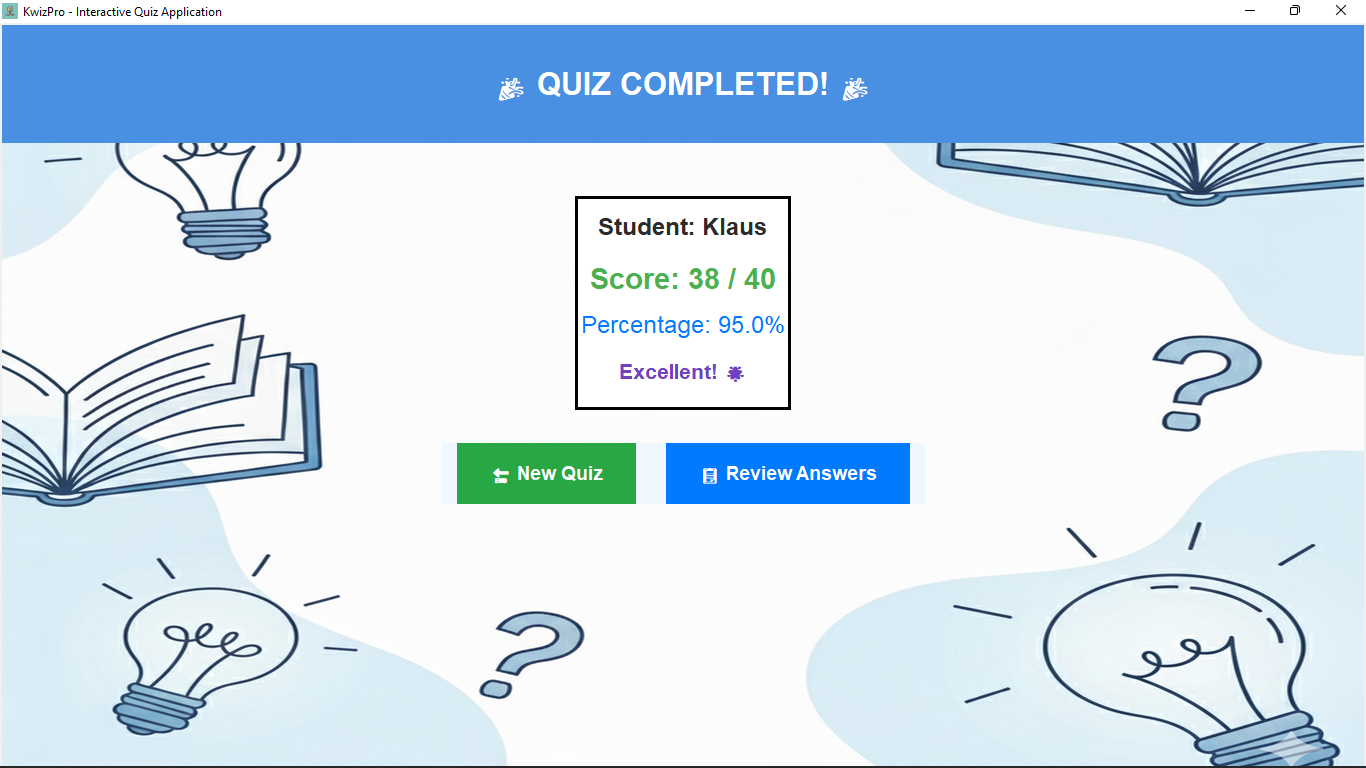 KwizPro - Interactive Quiz Application
QUIZ COMPLETED!
Student: Klaus
Score: 38 / 40
Percentage: 95.0%
Excellent!
New Quiz
Review Answers